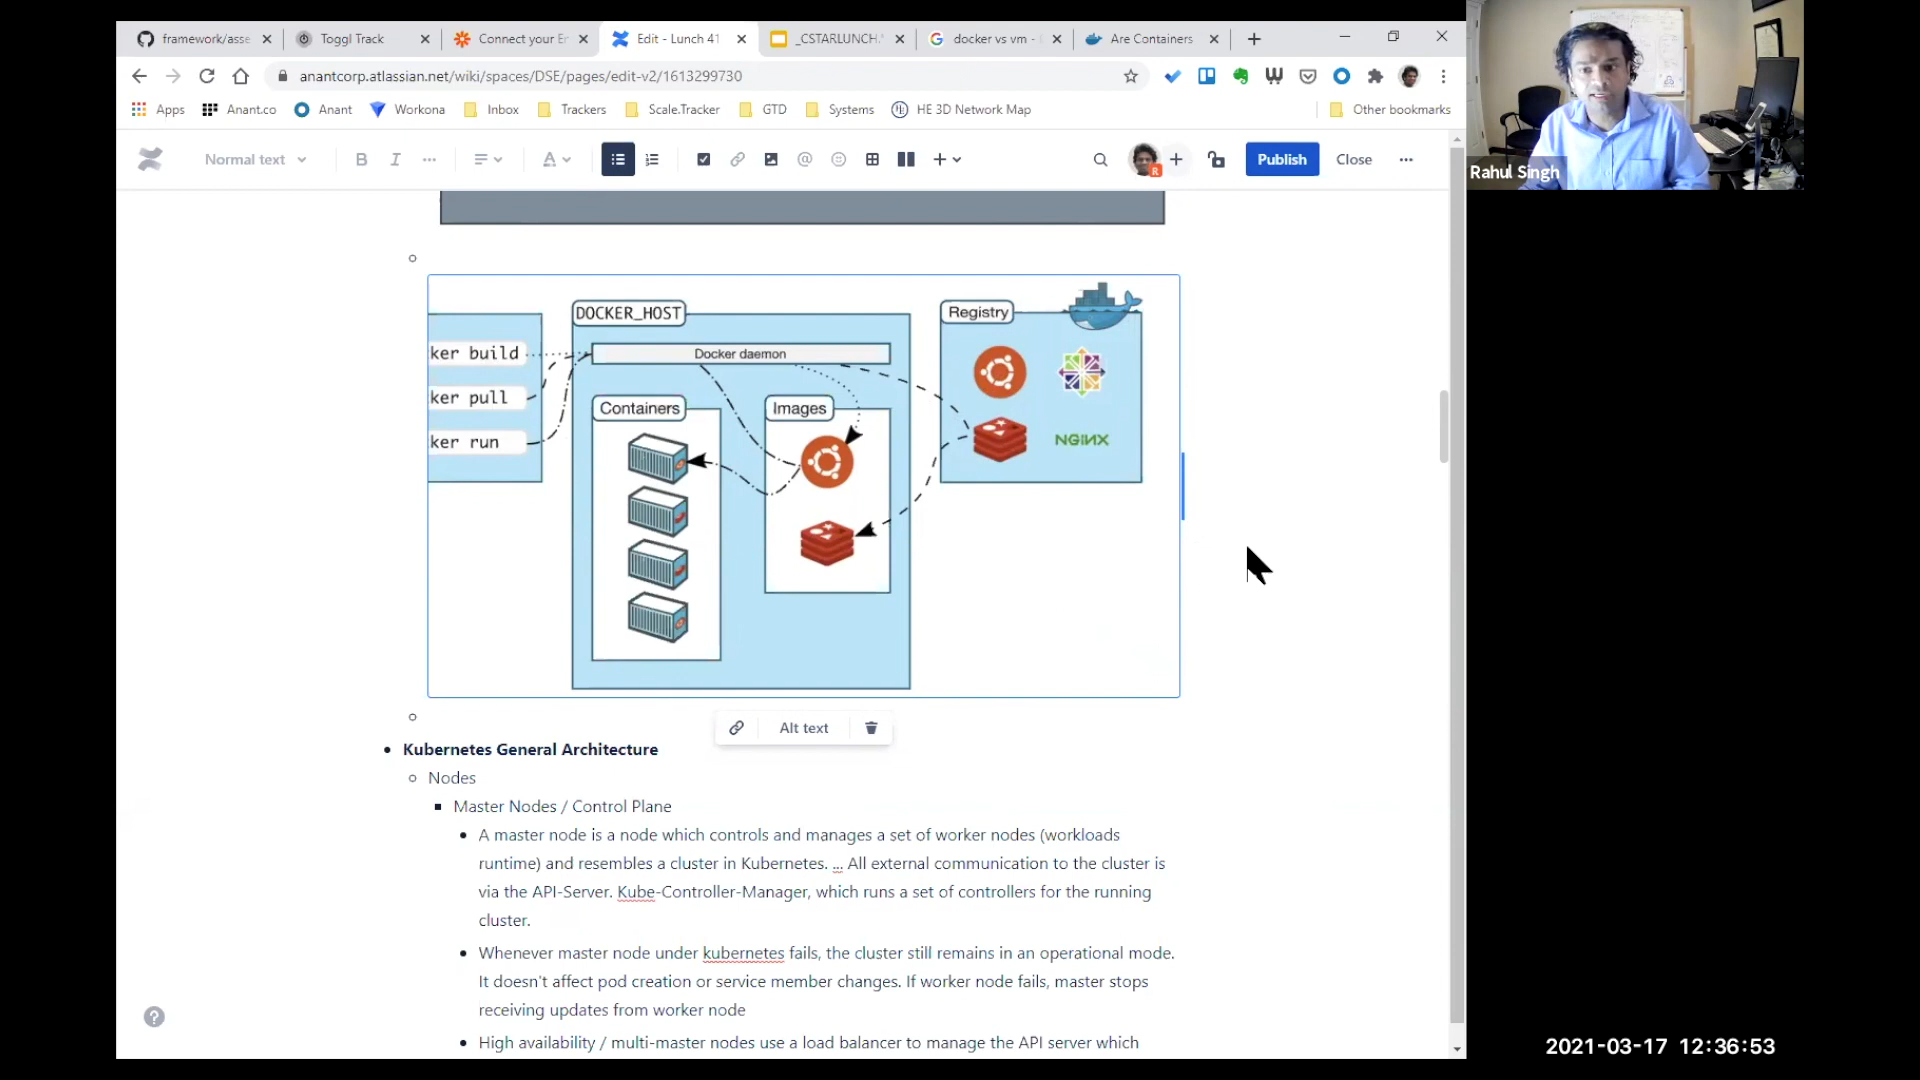 framework/asse
Toggl Track
Connect your Er
Edit - Lunch 41
_CSTARLUNCH.
docker vs vm -
Are Containers
anantcorp.atlassian.net/wiki/spaces/DSE/pages/edit-v2/1613299730
Apps
Anant.co
Anant
Workona
Inbox
Trackers
Scale.Tracker
GTD
Systems
HE 3D Network Map
Other bookmarks
Normal text
B
I
A
Publish
Close
Rahul Singh
DOCKER_HOST
Registry
ker build
Docker daemon
ker pull
Containers
Images
ker run
NGINX
Alt text
Kubernetes General Architecture
Nodes
Master Nodes / Control Plane
A master node is a node which controls and manages a set of worker nodes (workloads
runtime) and resembles a cluster in Kubernetes. ... All external communication to the cluster is
via the API-Server. Kube-Controller-Manager, which runs a set of controllers for the running
cluster.
Whenever master node under kubernetes fails, the cluster still remains in an operational mode.
It doesn't affect pod creation or service member changes. If worker node fails, master stops
receiving updates from worker node
High availability / multi-master nodes use a load balancer to manage the API server which
2021-03-17 12:36:53